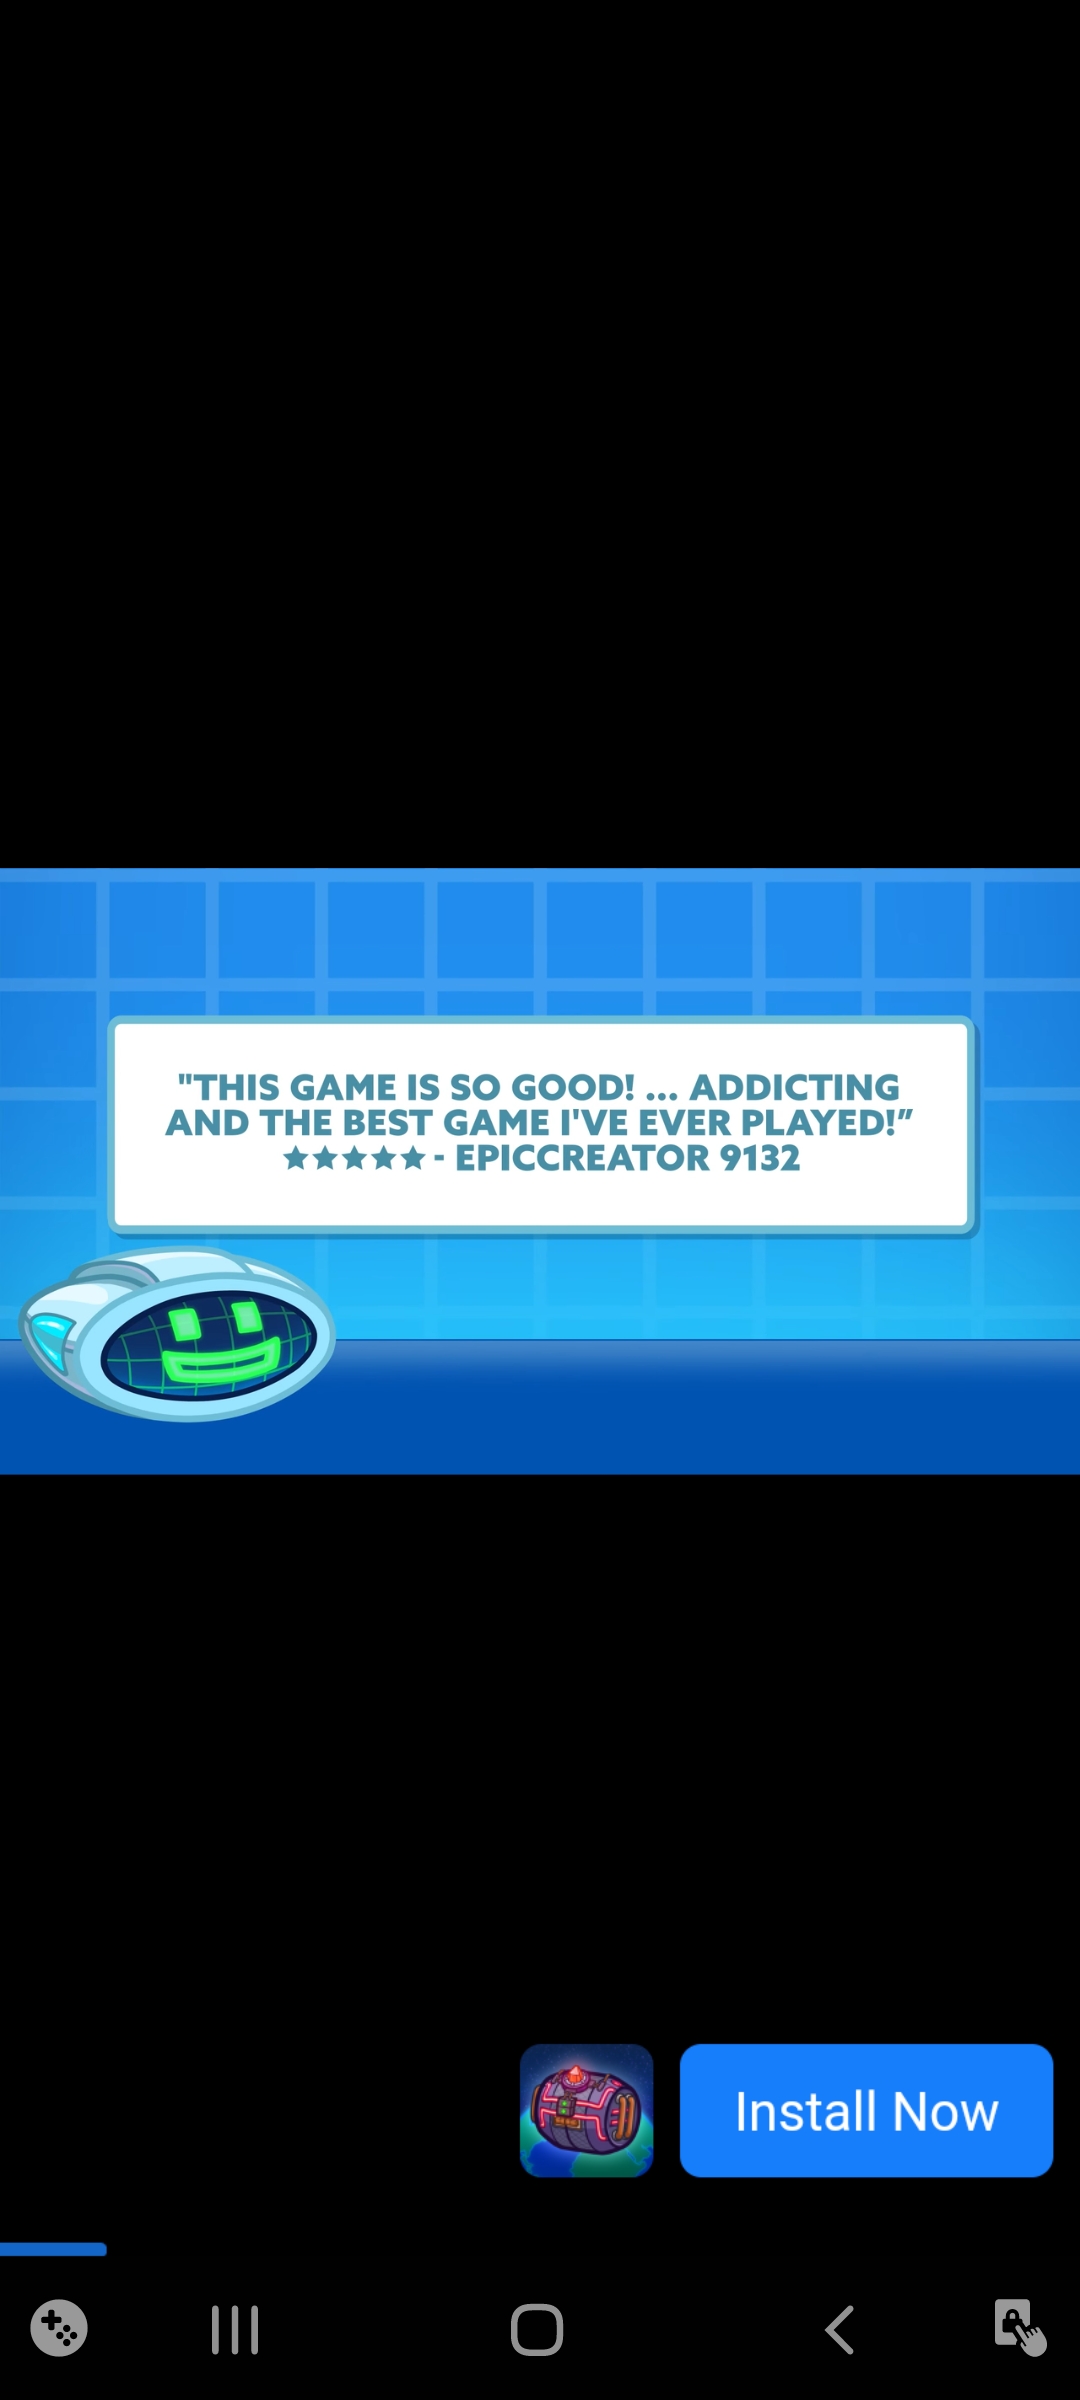 "THIS GAME IS SO GOOD! ... ADDICTING
AND THE BEST GAME I'VE EVER PLAYED!”
★★★★★ - EPICCREATOR 9132
Install Now